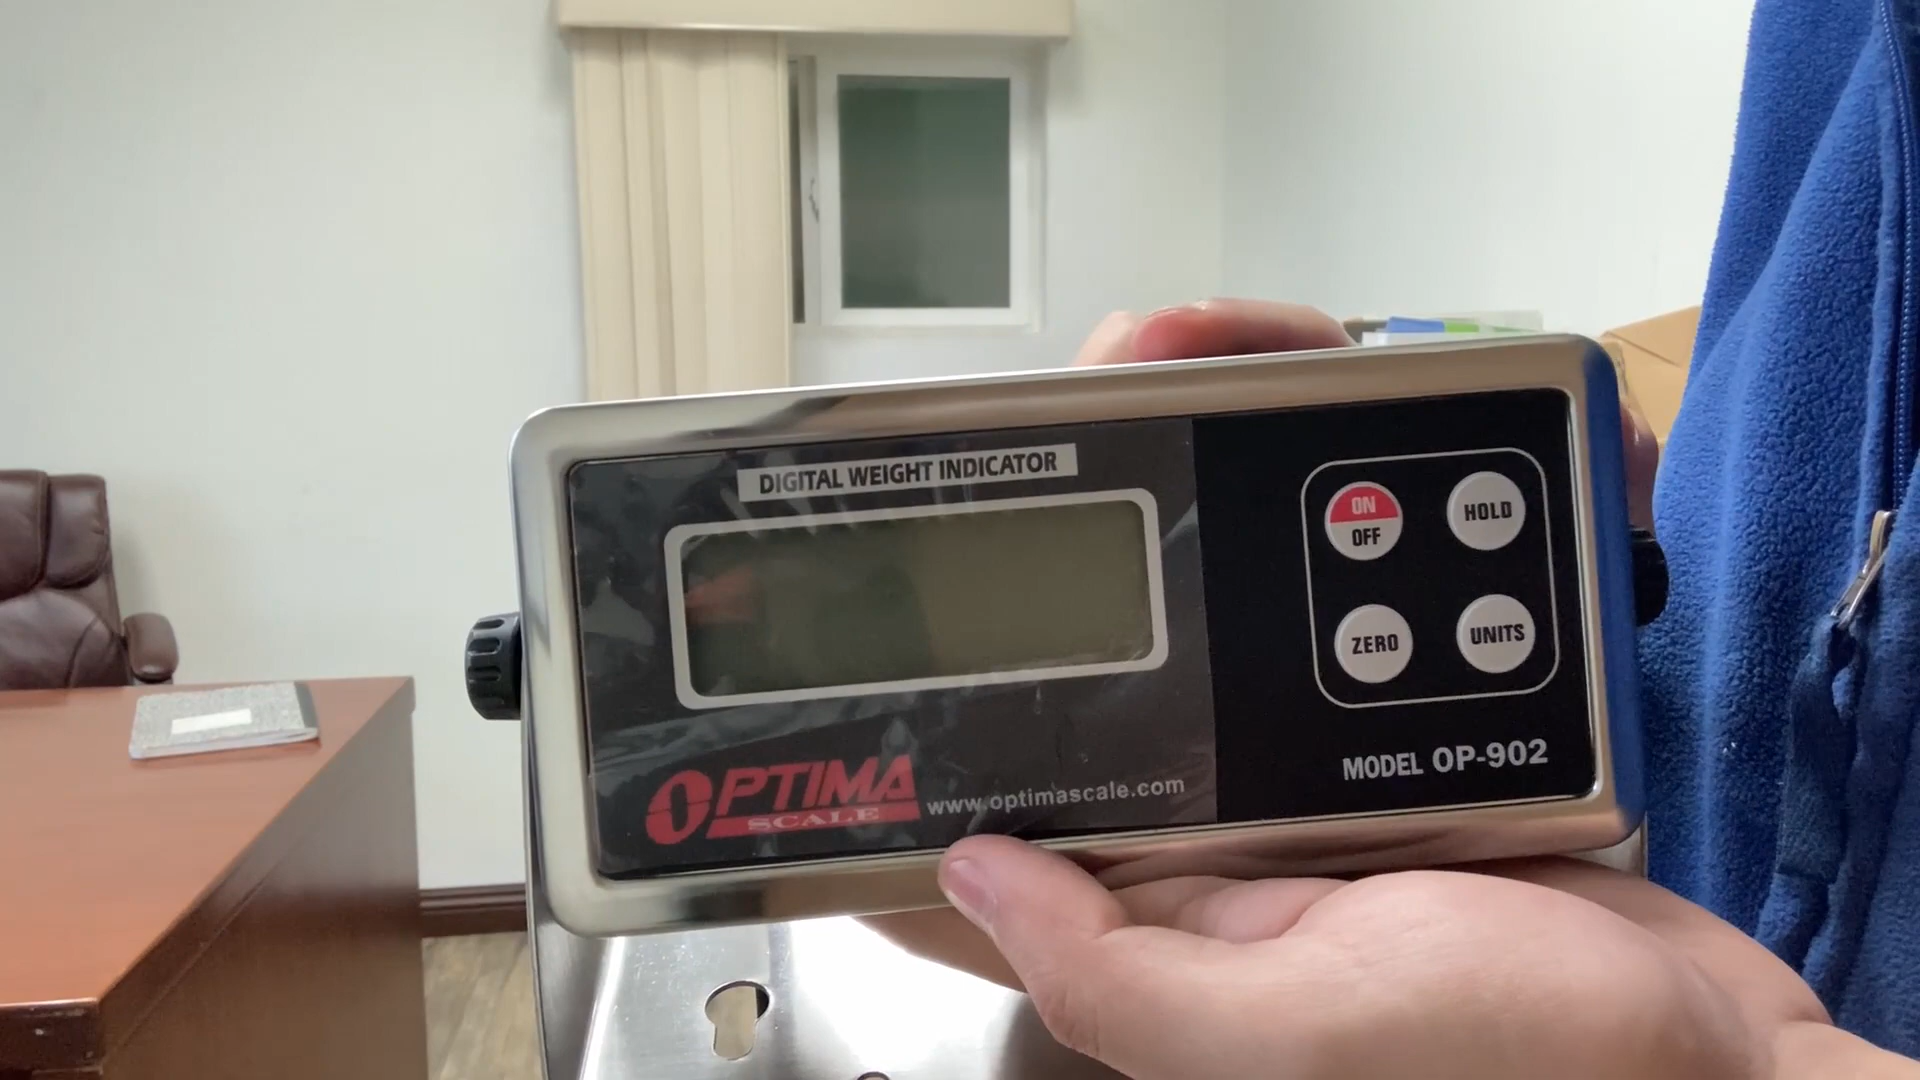 DIGITAL WEIGHT INDICATOR
ON
OFF
HOLD
ZERO
UNITS
OPTIMA
SCALE
www.optimascale.com
MODEL OP-902